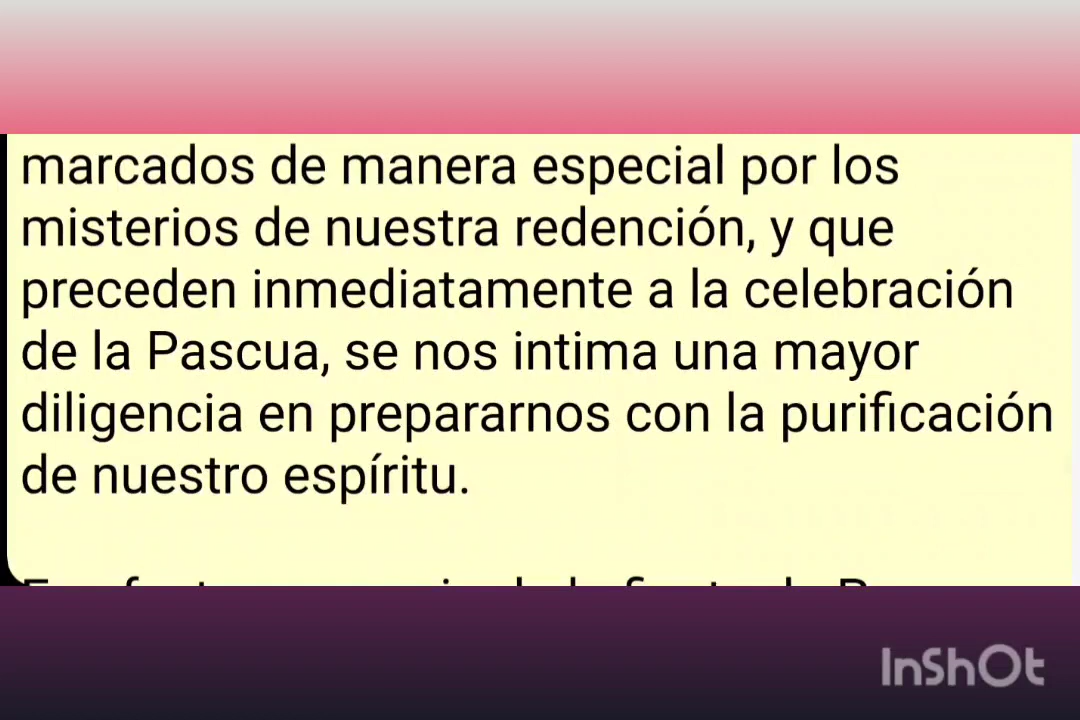 marcados de manera especial por los
misterios de nuestra redención, y que
preceden inmediatamente a la celebración
de la Pascua, se nos intima una mayor
diligencia en prepararnos con la purificación
de nuestro espíritu.
InShOt